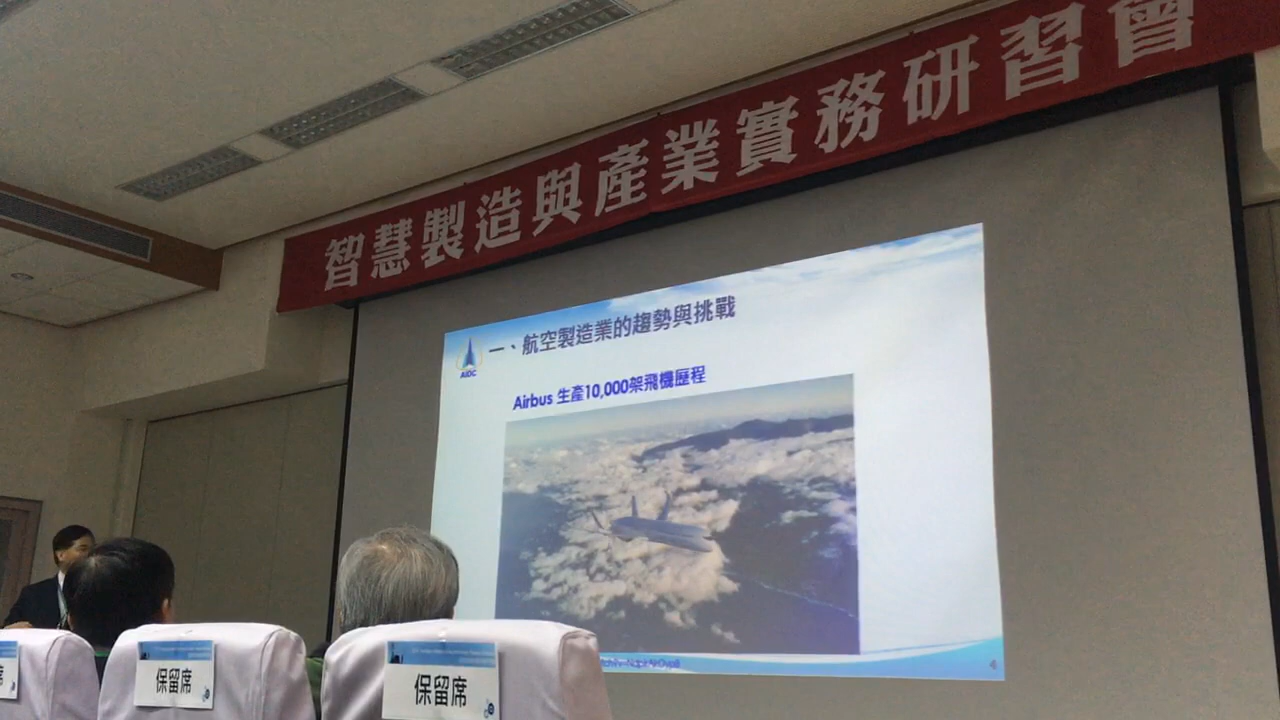 智慧製造與產業實務研習會
一、航空製造業的趨勢與挑戰
AIDC
Airbus 生產10,000架飛機歷程
4
席
保留席
保留席